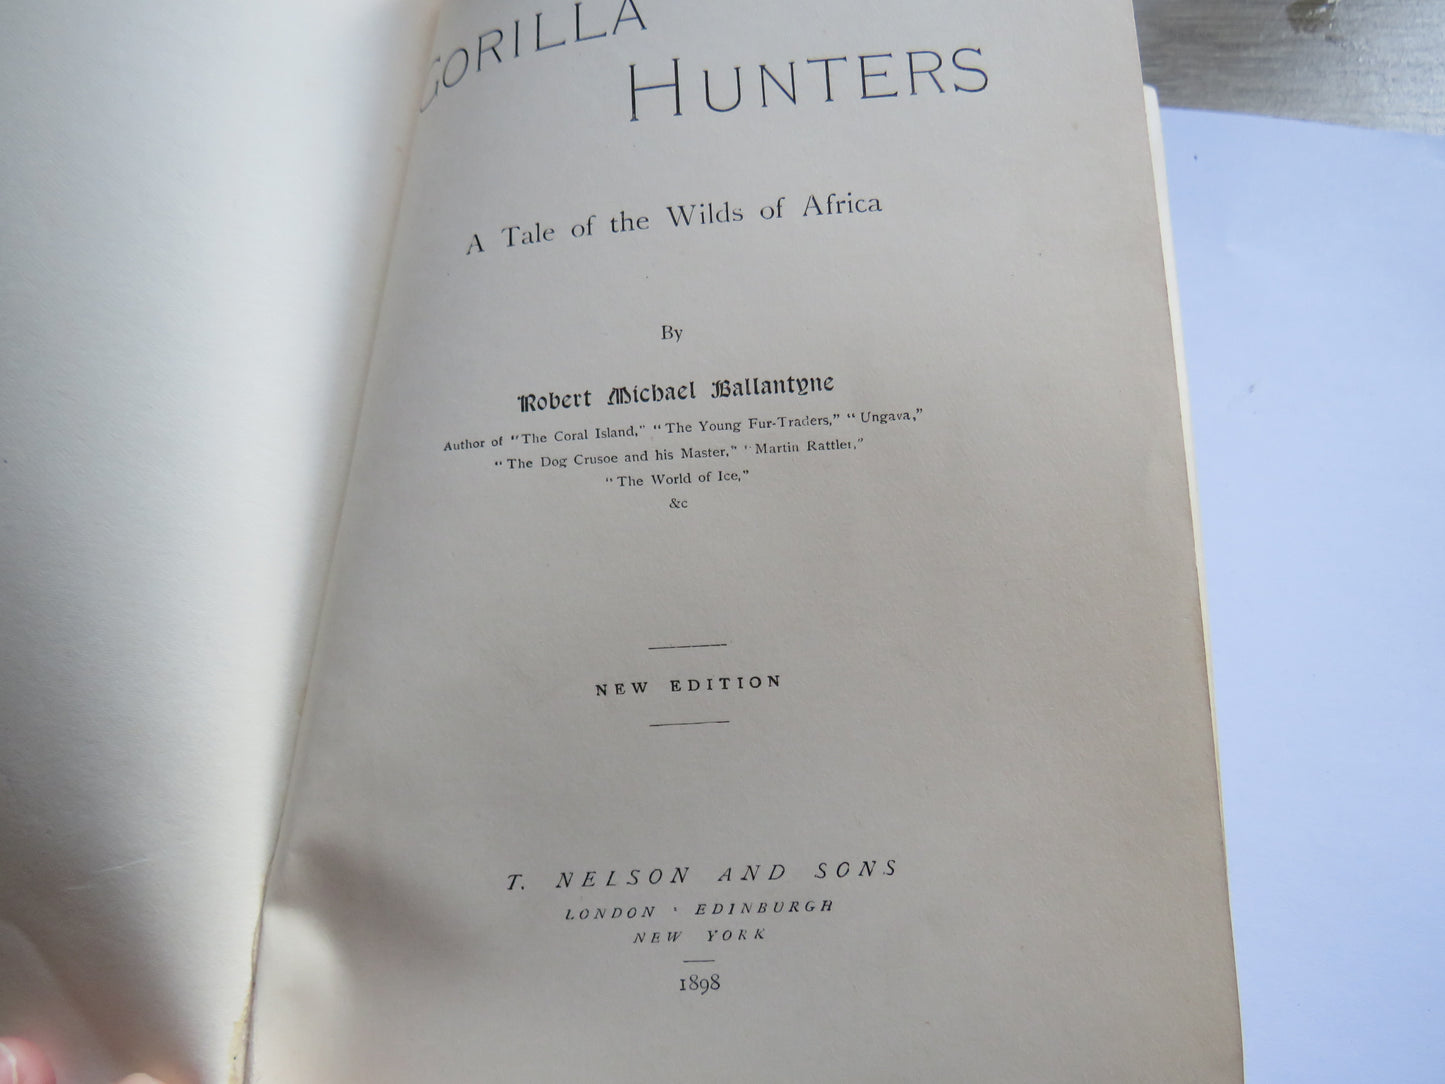 GORILLA
HUNTERS
A Tale of the Wilds of Africa
By
Robert Michael Ballantyne
Author of "The Coral Island," "The Young Fur-Traders," "Ungava,"
"The Dog Crusoe and his Master," "Martin Rattler,"
"The World of Ice,"
&c
NEW EDITION
T. NELSON AND SONS
LONDON · EDINBURGH
NEW YORK
1898